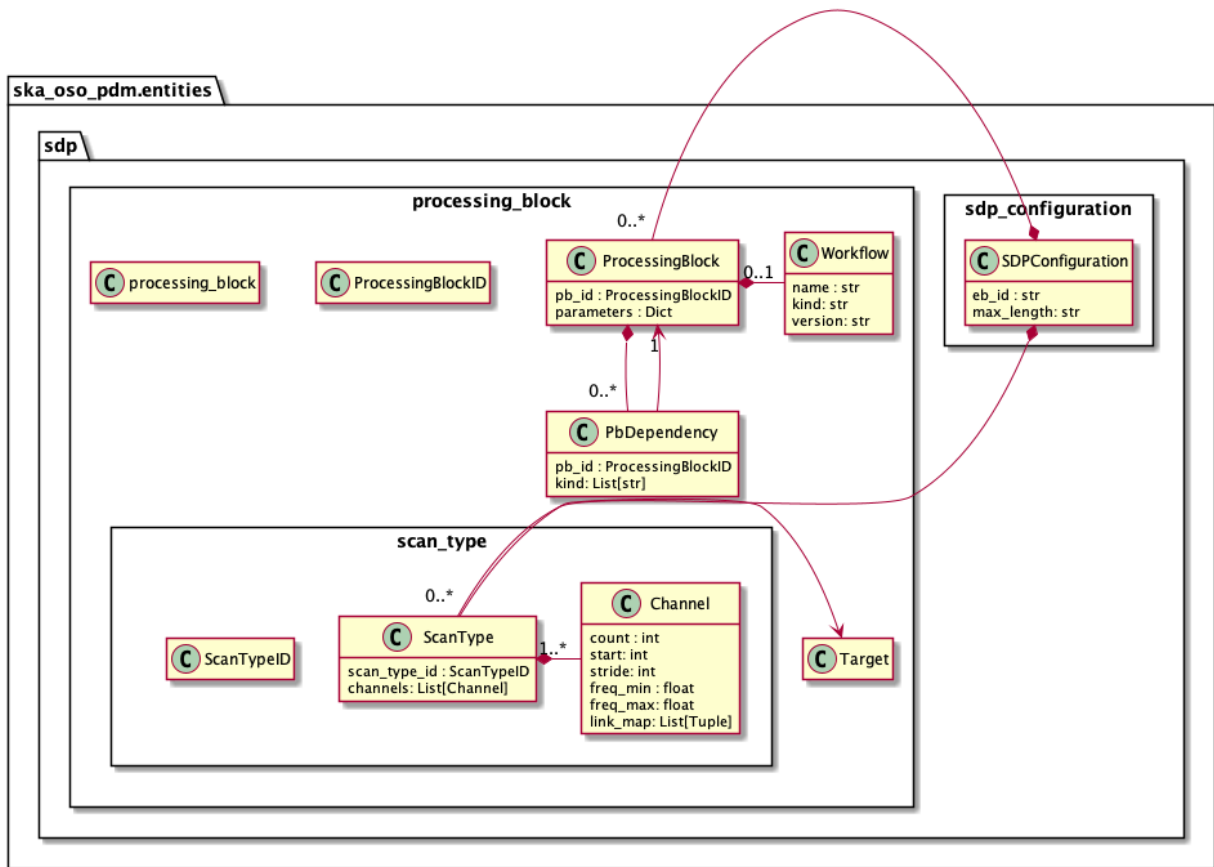 ska_oso_pdm.entities
sdp
processing_block
sdp_configuration
0..*
C processing_block
C ProcessingBlockID
C ProcessingBlock
pb_id : ProcessingBlockID
parameters : Dict
0..1
C Workflow
name : str
kind: str
version: str
C SDPConfiguration
eb_id : str
max_length: str
1
0..*
C PbDependency
pb_id : ProcessingBlockID
kind: List[str]
scan_type
0..*
C ScanTypeID
C ScanType
scan_type_id : ScanTypeID
channels: List[Channel]
1..*
C Channel
count : int
start: int
stride: int
freq_min : float
freq_max: float
link_map: List[Tuple]
C Target